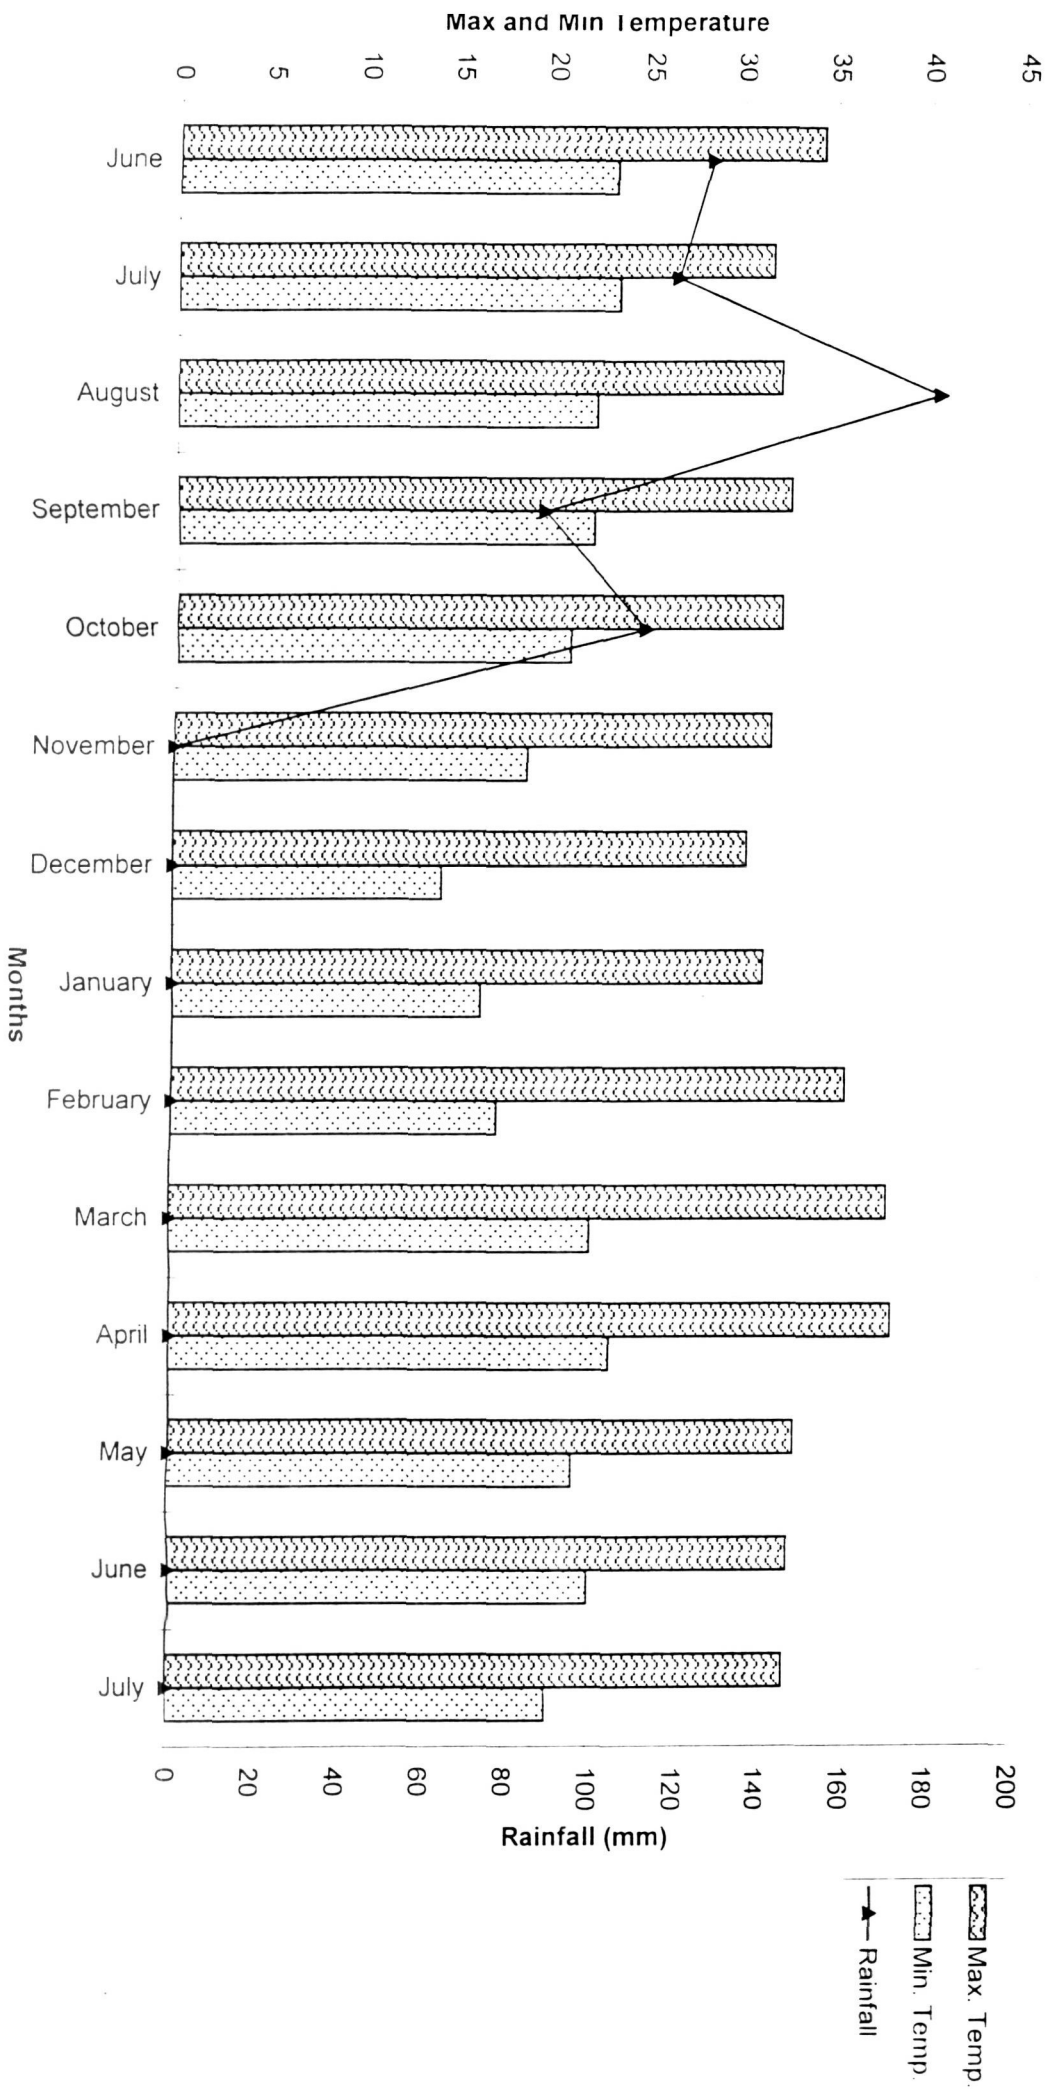 Max and Min Temperature
0
5
10
15
20
25
30
35
40
45
June
July
August
September
October
November
December
January
February
March
April
May
June
July
Months
0
20
40
60
80
100
120
140
160
180
200
Rainfall (mm)
Max. Temp.
Min. Temp.
Rainfall